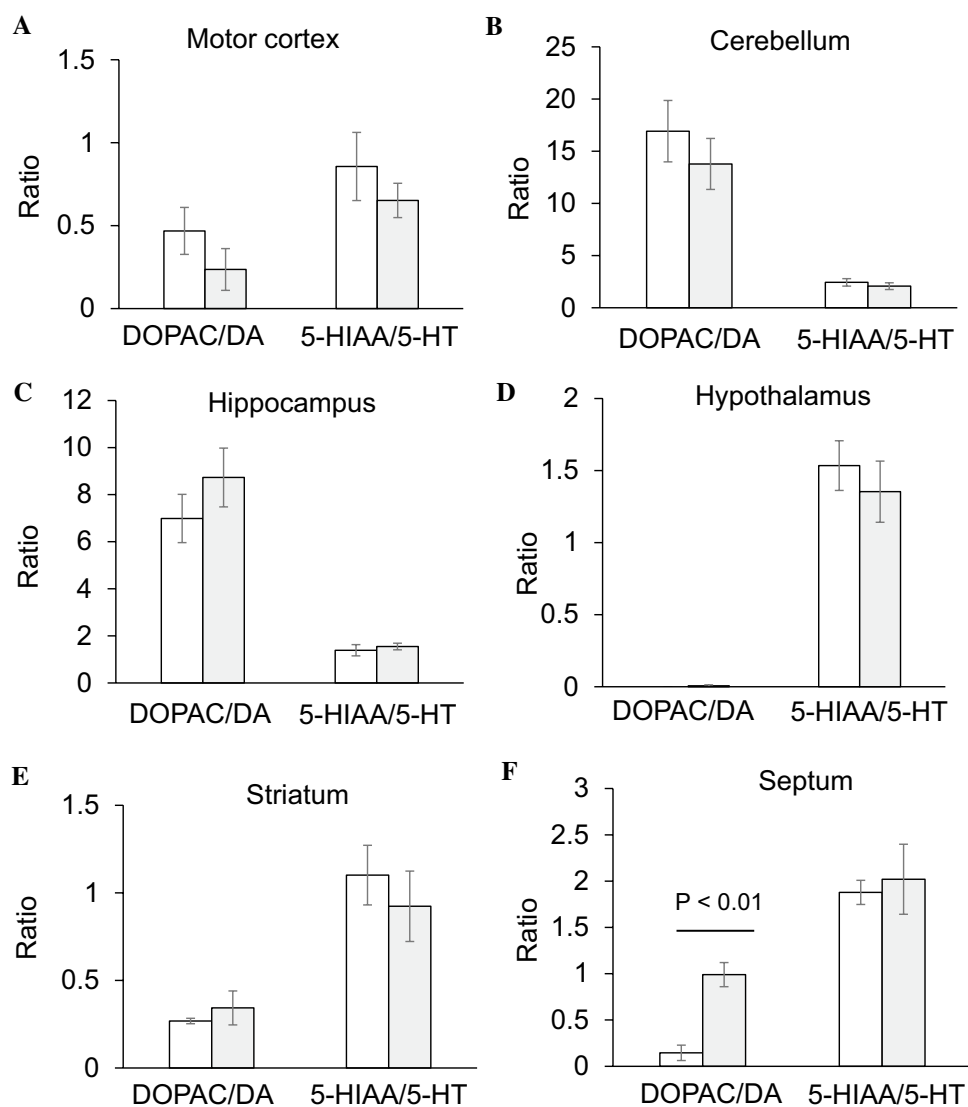 A
Motor cortex
1.5
1
0.5
0
Ratio
DOPAC/DA 5-HIAA/5-HT
B
Cerebellum
25
20
15
10
5
0
Ratio
DOPAC/DA 5-HIAA/5-HT
C
Hippocampus
12
10
8
6
4
2
0
Ratio
DOPAC/DA 5-HIAA/5-HT
D
Hypothalamus
2
1.5
1
0.5
0
Ratio
DOPAC/DA 5-HIAA/5-HT
E
Striatum
1.5
1
0.5
0
Ratio
DOPAC/DA 5-HIAA/5-HT
F
Septum
3
2.5
2
1.5
1
0.5
0
Ratio
P < 0.01
DOPAC/DA 5-HIAA/5-HT